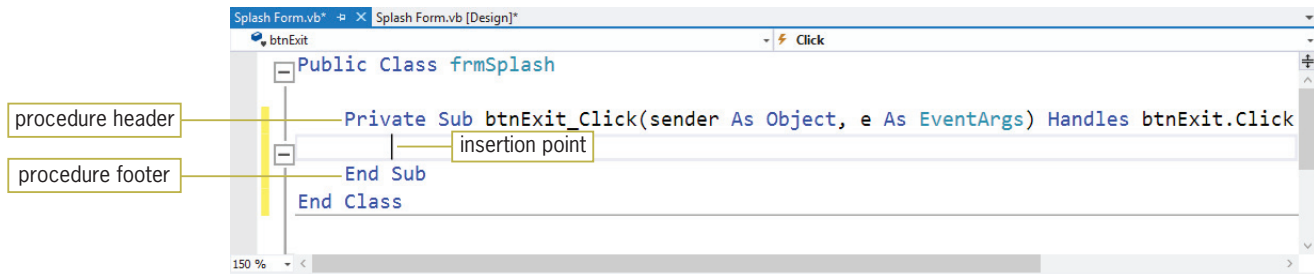 Splash Form.vb* Splash Form.vb [Design]*
btnExit Click
Public Class frmSplash
procedure header Private Sub btnExit_Click(sender As Object, e As EventArgs) Handles btnExit.Click
insertion point
procedure footer End Sub
End Class
150 %